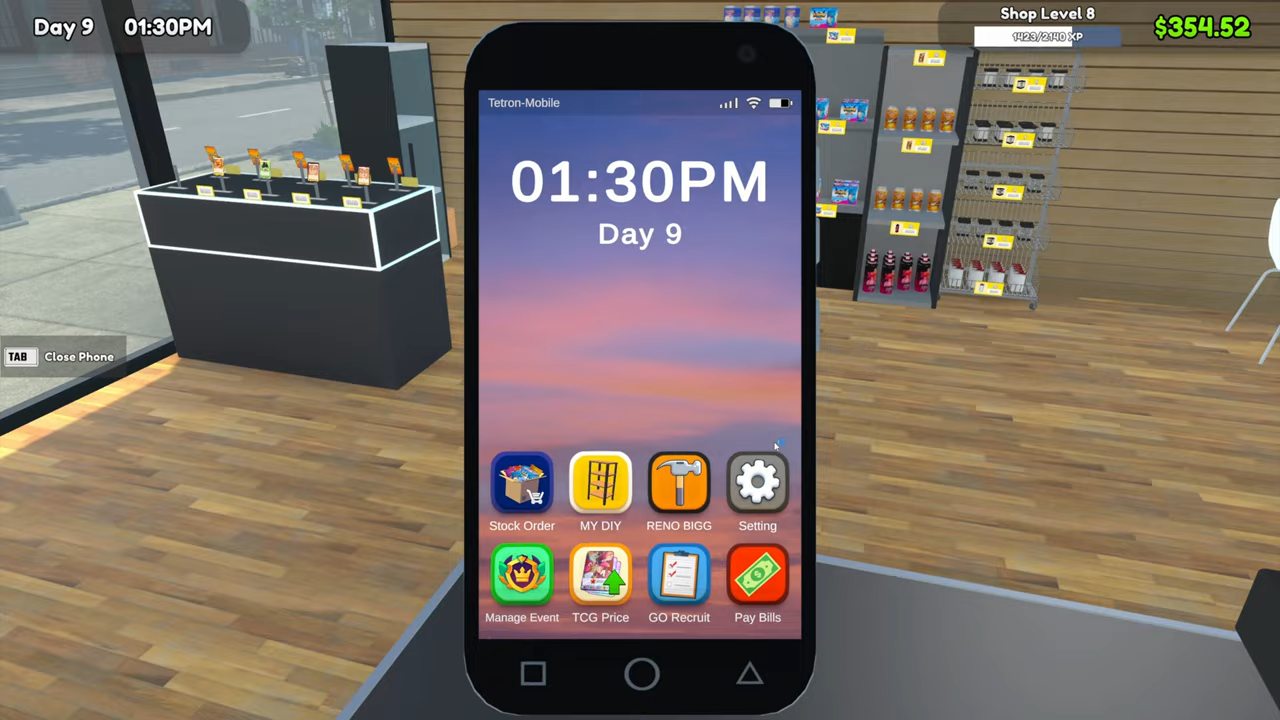 Day 9 01:30PM
Shop Level 8
1423/2140 XP
$354.52
Tetron-Mobile
01:30PM
Day 9
TAB Close Phone
Stock Order MY DIY RENO BIGG Setting
Manage Event TCG Price GO Recruit Pay Bills